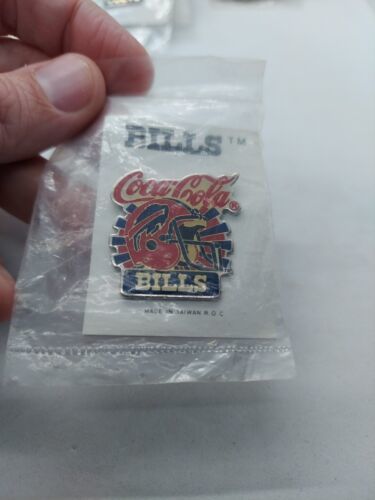 BILLS™
Coca-Cola®
BILLS
MADE IN TAIWAN R.O.C